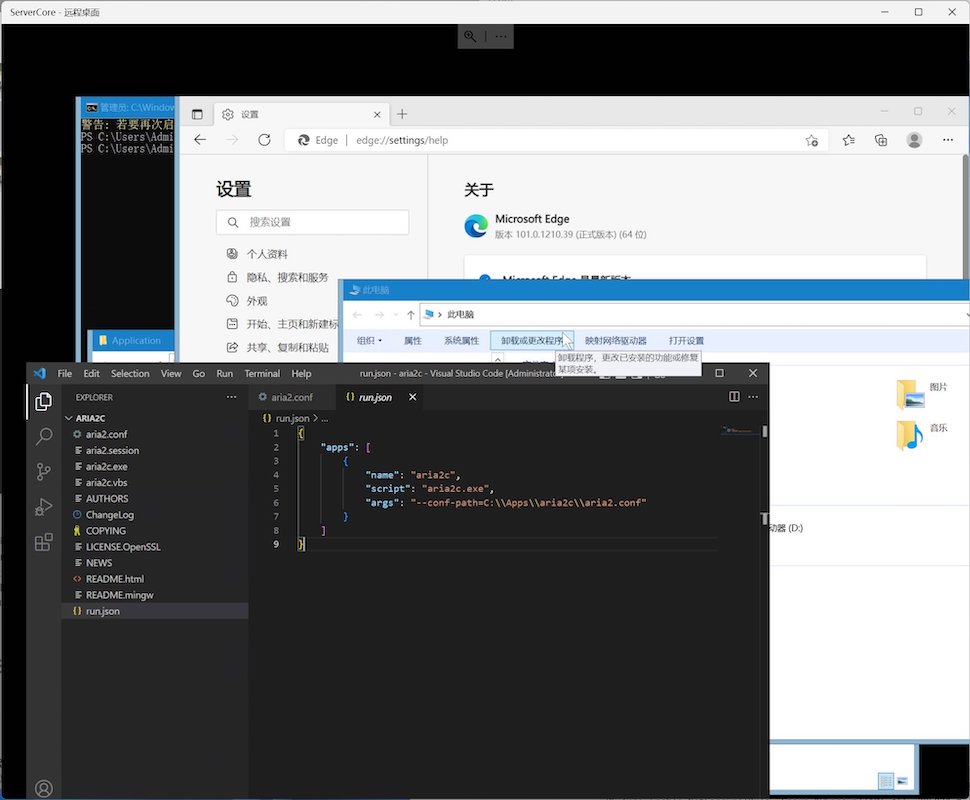 ServerCore - 远程桌面
管理员: C:\Window
警告: 若要再次启
PS C:\Users\Admi
PS C:\Users\Admi
设置
Edge
edge://settings/help
设置
搜索设置
个人资料
隐私、搜索和服务
外观
开始、主页和新建标
共享、复制和粘贴
关于
Microsoft Edge
版本 101.0.1210.39 (正式版本) (64 位)
此电脑
此电脑
组织
属性
系统属性
卸载或更改程序
映射网络驱动器
打开设置
卸载程序，更改已安装的功能或修复
某项安装。
图片
音乐
动器 (D:)
Application
File Edit Selection View Go Run Terminal Help
run.json - aria2c - Visual Studio Code [Administrato
EXPLORER
ARIA2C
aria2.conf
aria2.session
aria2c.exe
aria2c.vbs
AUTHORS
ChangeLog
COPYING
LICENSE.OpenSSL
NEWS
README.html
README.mingw
{} run.json
aria2.conf
{} run.json
{} run.json > ...
1 {
2 "apps": [
3 {
4 "name": "aria2c",
5 "script": "aria2c.exe",
6 "args": "--conf-path=C:\\Apps\\aria2c\\aria2.conf"
7 }
8 ]
9 }